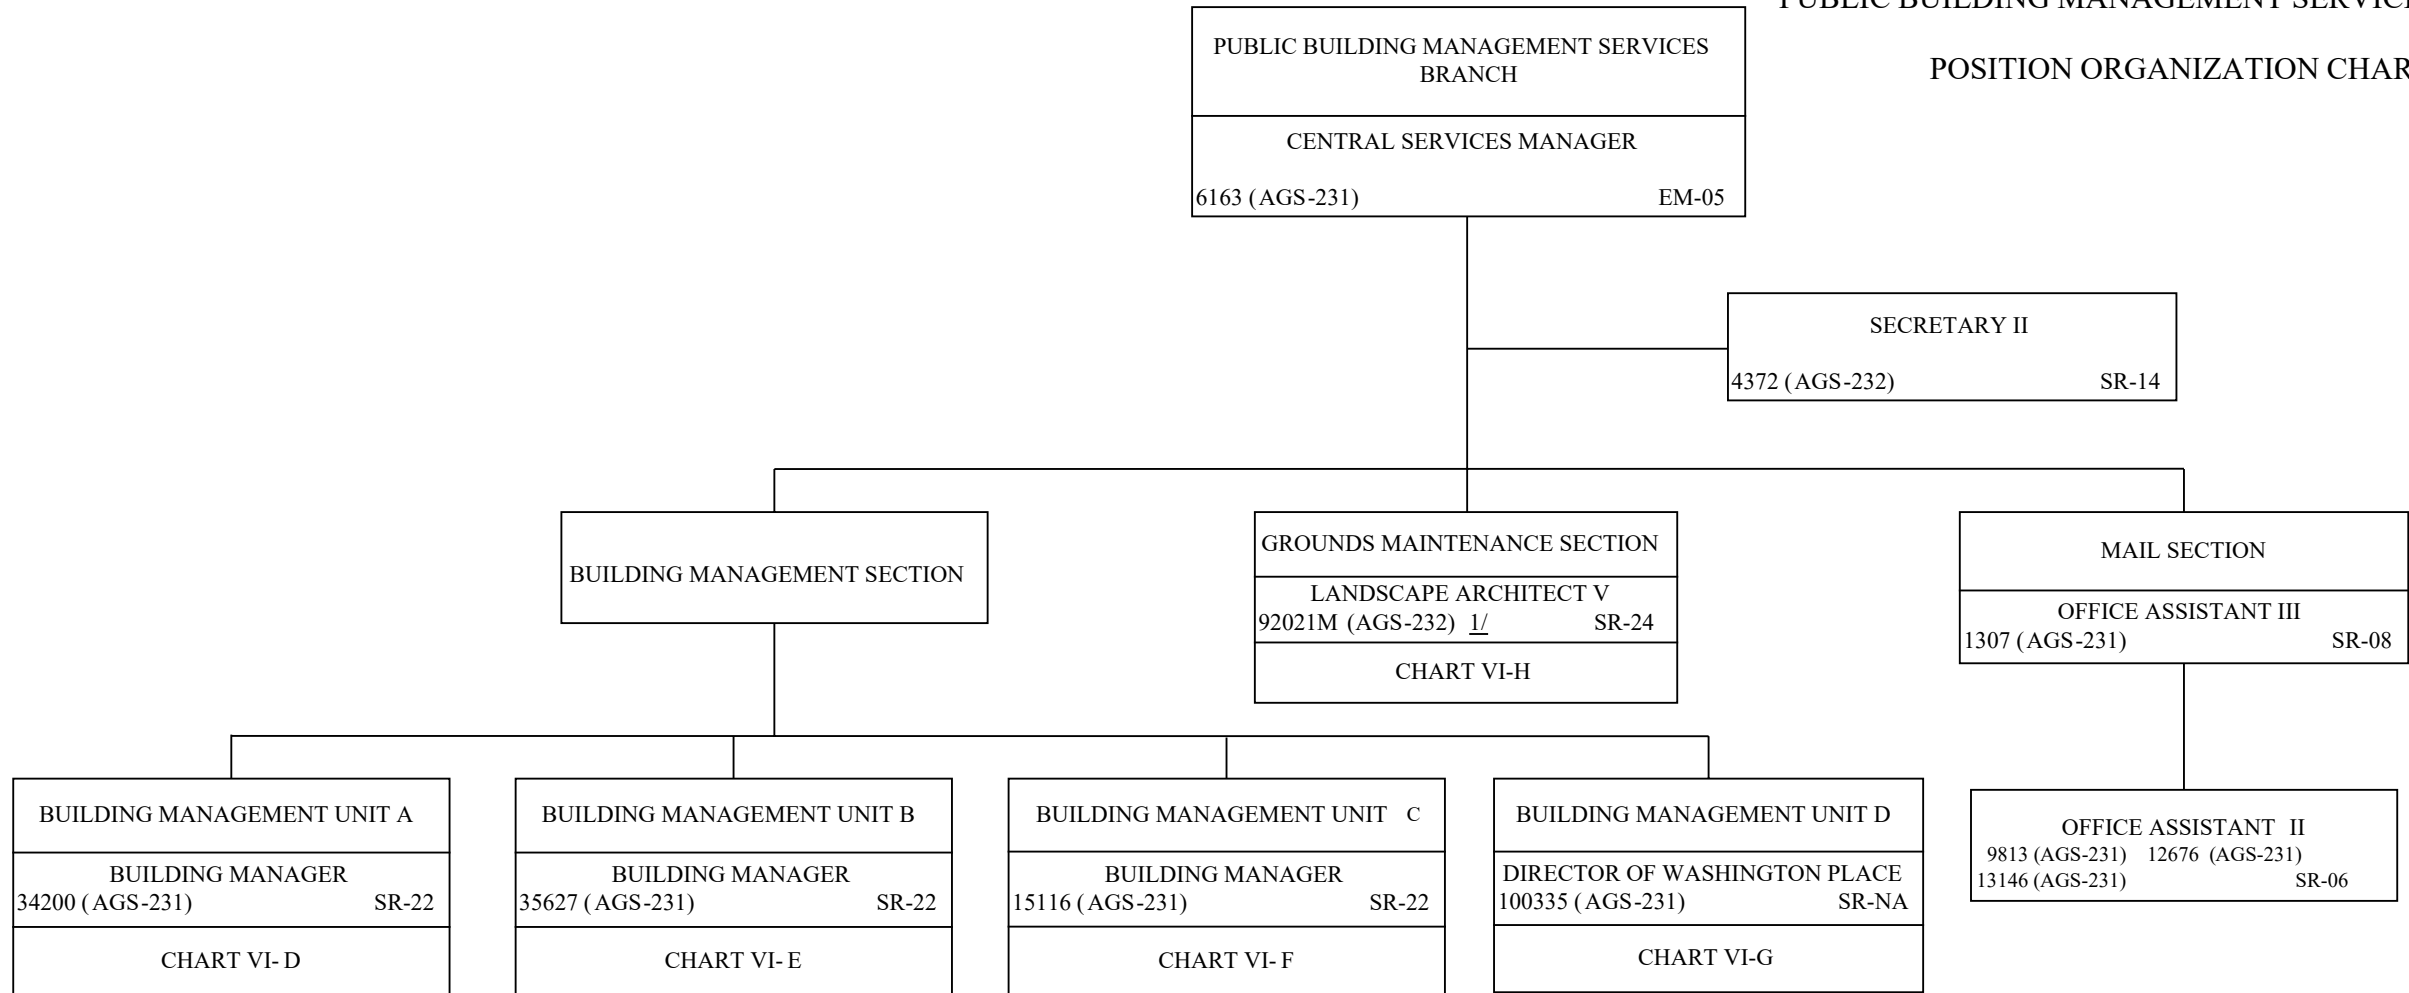 PUBLIC BUILDING MANAGEMENT
POSITION ORGANIZATION
PUBLIC BUILDING MANAGEMENT SERVICES
BRANCH
CENTRAL SERVICES MANAGER
6163 (AGS-231) EM-05
SECRETARY II
4372 (AGS-232) SR-14
BUILDING MANAGEMENT SECTION
GROUNDS MAINTENANCE SECTION
LANDSCAPE ARCHITECT V
92021M (AGS-232) 1/ SR-24
CHART VI-H
MAIL SECTION
OFFICE ASSISTANT III
1307 (AGS-231) SR-08
OFFICE ASSISTANT II
9813 (AGS-231) 12676 (AGS-231)
13146 (AGS-231) SR-06
BUILDING MANAGEMENT UNIT A
BUILDING MANAGER
34200 (AGS-231) SR-22
CHART VI- D
BUILDING MANAGEMENT UNIT B
BUILDING MANAGER
35627 (AGS-231) SR-22
CHART VI- E
BUILDING MANAGEMENT UNIT C
BUILDING MANAGER
15116 (AGS-231) SR-22
CHART VI- F
BUILDING MANAGEMENT UNIT D
DIRECTOR OF WASHINGTON PLACE
100335 (AGS-231) SR-NA
CHART VI-G